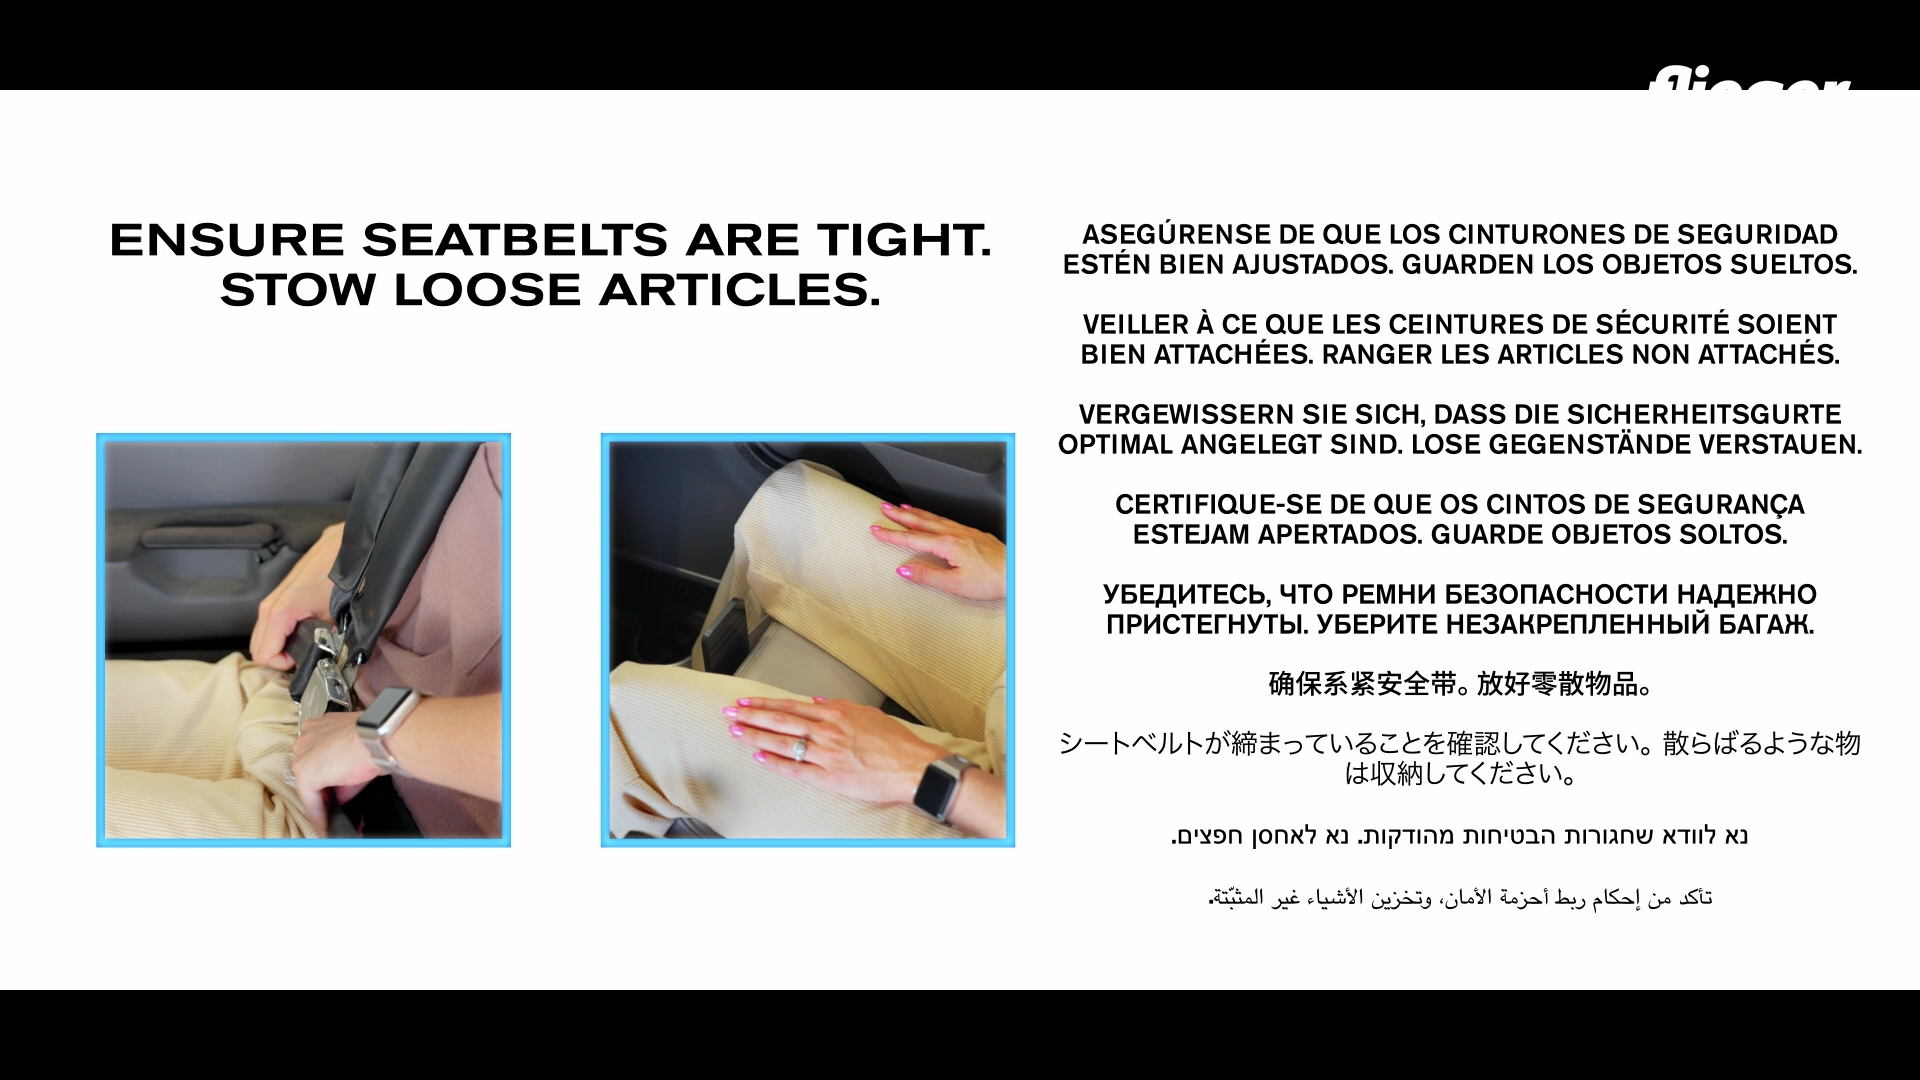 flieger
ENSURE SEATBELTS ARE TIGHT.
STOW LOOSE ARTICLES.
ASEGÚRENSE DE QUE LOS CINTURONES DE SEGURIDAD
ESTÉN BIEN AJUSTADOS. GUARDEN LOS OBJETOS SUELTOS.
VEILLER À CE QUE LES CEINTURES DE SÉCURITÉ SOIENT
BIEN ATTACHÉES. RANGER LES ARTICLES NON ATTACHÉS.
VERGEWISSERN SIE SICH, DASS DIE SICHERHEITSGURTE
OPTIMAL ANGELEGT SIND. LOSE GEGENSTÄNDE VERSTAUEN.
CERTIFIQUE-SE DE QUE OS CINTOS DE SEGURANÇA
ESTEJAM APERTADOS. GUARDE OBJETOS SOLTOS.
УБЕДИТЕСЬ, ЧТО РЕМНИ БЕЗОПАСНОСТИ НАДЕЖНО
ПРИСТЕГНУТЫ. УБЕРИТЕ НЕЗАКРЕПЛЕННЫЙ БАГАЖ.
确保系紧安全带。放好零散物品。
シートベルトが締まっていることを確認してください。散らばるような物
は収納してください。
נא לוודא שחגורות הבטיחות מהודקות. נא לאחסן חפצים.
تأكد من إحكام ربط أحزمة الأمان، وتخزين الأشياء غير المثبّتة.